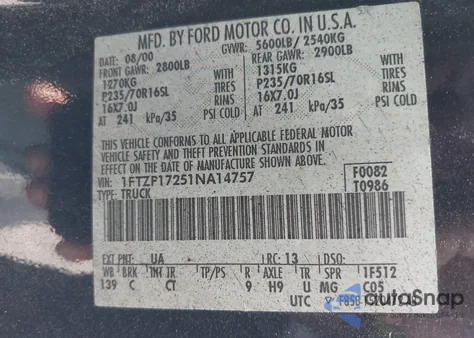 MFD. BY FORD MOTOR CO. IN U.S.A.
DATE: 08/00 GVWR: 5600LB/ 2540KG
FRONT GAWR: 2800LB REAR GAWR: 2900LB
1270KG WITH 1315KG WITH
P235/70R16SL TIRES P235/70R16SL TIRES
16X7.0J RIMS 16X7.0J RIMS
AT 241 kPa/35 PSI COLD AT 241 kPa/35 PSI COLD
THIS VEHICLE CONFORMS TO ALL APPLICABLE FEDERAL MOTOR
VEHICLE SAFETY AND THEFT PREVENTION STANDARDS IN EFFECT ON
THE DATE OF MANUFACTURE SHOWN ABOVE.
VIN: 1FTZF17251NA14757 F0082
TYPE: TRUCK T0986
EXT PNT: UA RC: 13 DSO:
WB BRK INT TR TP/PS R AXLE TR SPR 1F512
139 C CT 9 H9 U MG C05
UTC
autoSnap